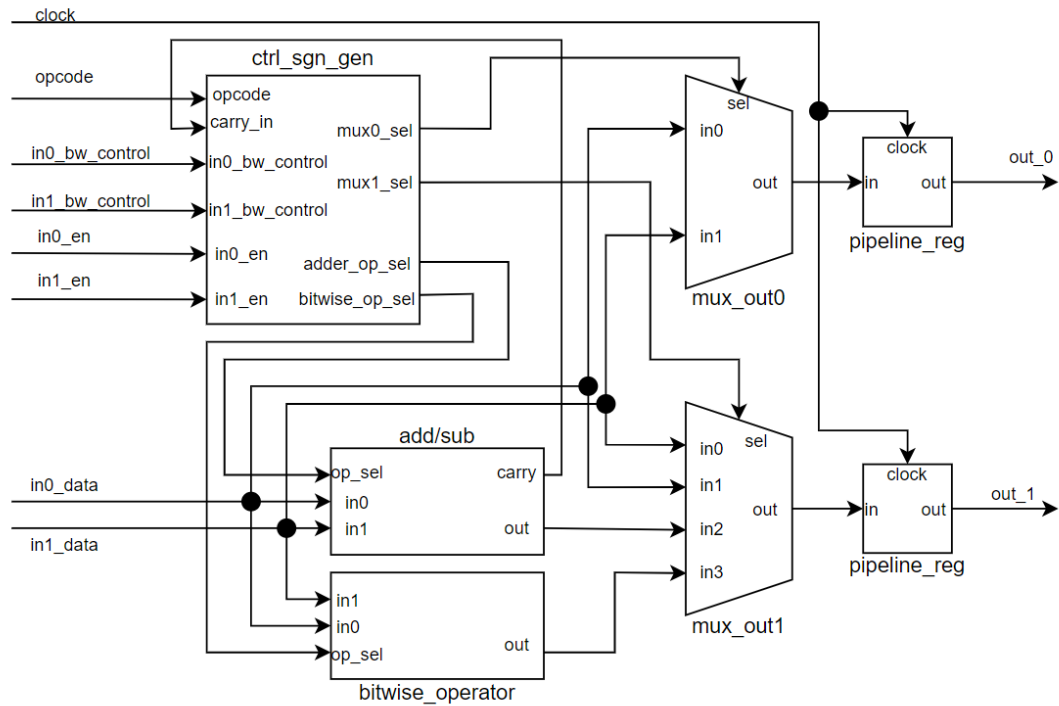 clock
ctrl_sgn_gen
opcode
opcode
carry_in
in0_bw_control
in0_bw_control
in1_bw_control
in1_bw_control
in0_en
in0_en
in1_en
in1_en
mux0_sel
mux1_sel
adder_op_sel
bitwise_op_sel
sel
in0
out
in1
mux_out0
clock
in
out
pipeline_reg
out_0
add/sub
op_sel
carry
in0
in1
out
in0_data
in1_data
in1
in0
op_sel
out
bitwise_operator
sel
in0
in1
out
in2
in3
mux_out1
clock
in
out
pipeline_reg
out_1